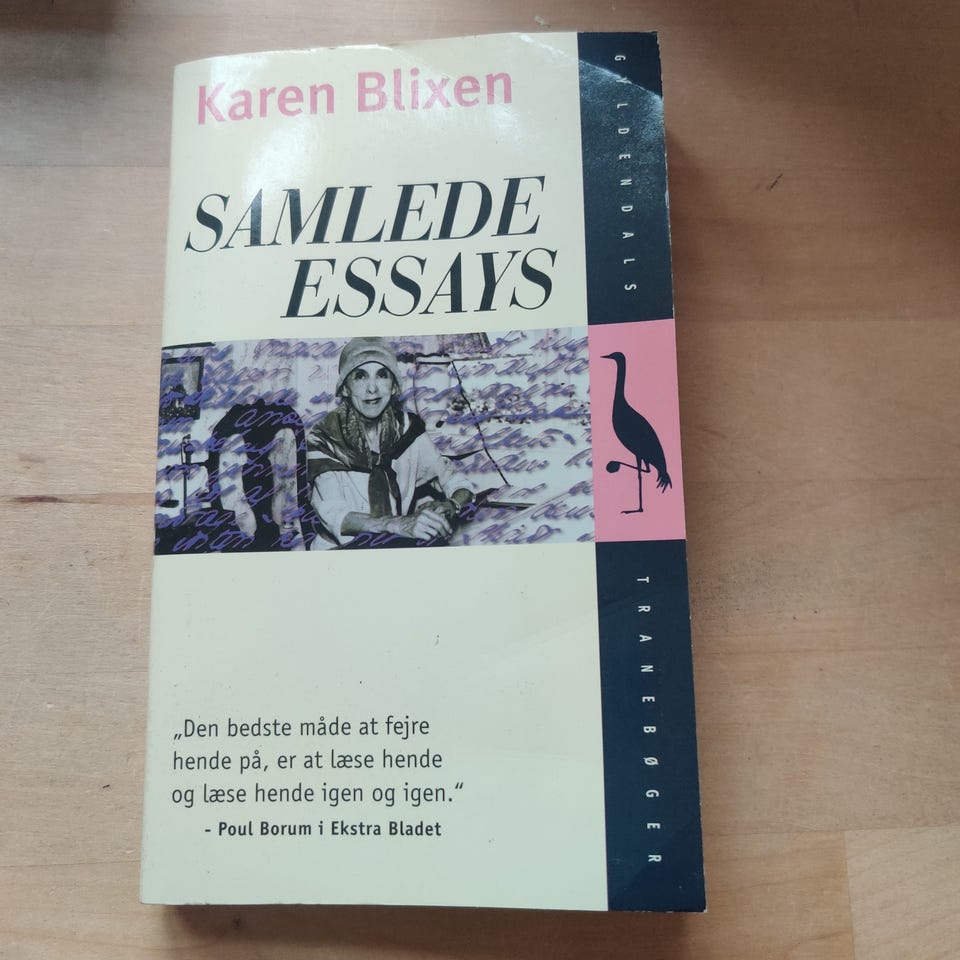 Karen Blixen
SAMLEDE
ESSAYS
„Den bedste måde at fejre
hende på, er at læse hende
og læse hende igen og igen.“
- Poul Borum i Ekstra Bladet
GYLDENDALS
TRANEBØGER